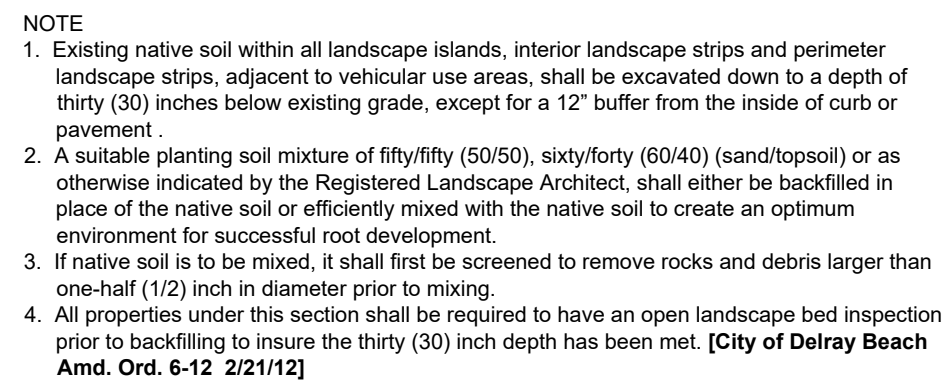 NOTE
1. Existing native soil within all landscape islands, interior landscape strips and perimeter
landscape strips, adjacent to vehicular use areas, shall be excavated down to a depth of
thirty (30) inches below existing grade, except for a 12” buffer from the inside of curb or
pavement .
2. A suitable planting soil mixture of fifty/fifty (50/50), sixty/forty (60/40) (sand/topsoil) or as
otherwise indicated by the Registered Landscape Architect, shall either be backfilled in
place of the native soil or efficiently mixed with the native soil to create an optimum
environment for successful root development.
3. If native soil is to be mixed, it shall first be screened to remove rocks and debris larger than
one-half (1/2) inch in diameter prior to mixing.
4. All properties under this section shall be required to have an open landscape bed inspection
prior to backfilling to insure the thirty (30) inch depth has been met. [City of Delray Beach
Amd. Ord. 6-12 2/21/12]